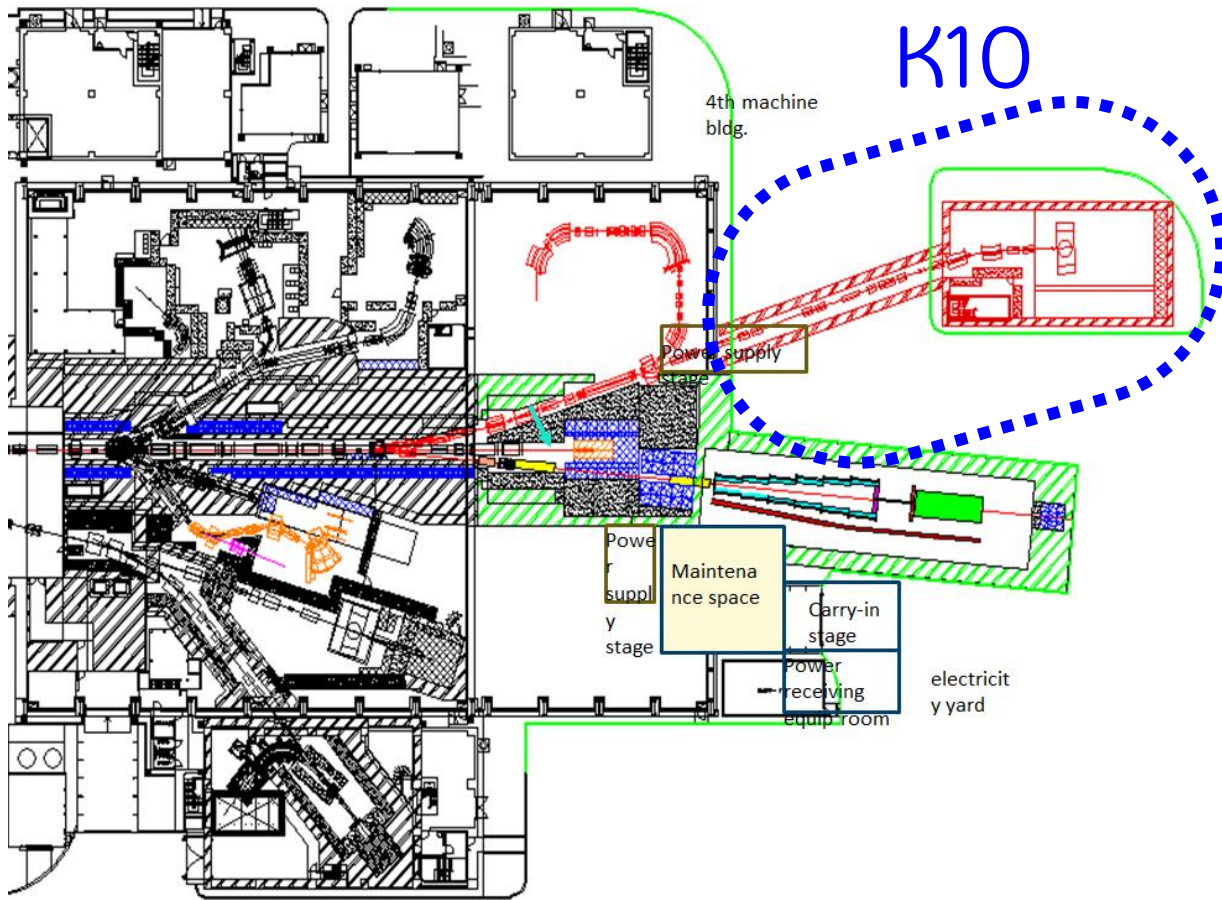 K10
4th machine
bldg.
Power supply
stage
Powe
r
suppl
y
stage
Maintena
nce space
Carry-in
stage
Power
receiving
equip room
electricit
y yard